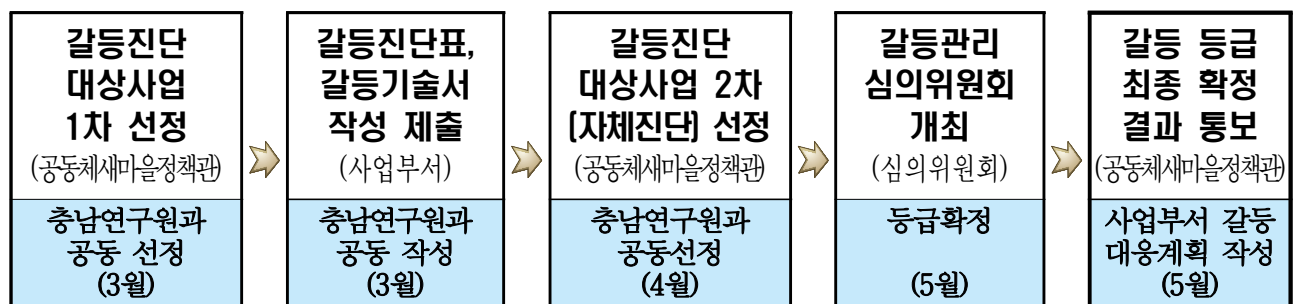 갈등진단
대상사업
1차 선정
(공동체새마을정책관)
충남연구원과
공동 선정
(3월)
갈등진단표,
갈등기술서
작성 제출
(사업부서)
충남연구원과
공동 작성
(3월)
갈등진단
대상사업 2차
(자체진단) 선정
(공동체새마을정책관)
충남연구원과
공동선정
(4월)
갈등관리
심의위원회
개최
(심의위원회)
등급확정
(5월)
갈등 등급
최종 확정
결과 통보
(공동체새마을정책관)
사업부서 갈등
대응계획 작성
(5월)